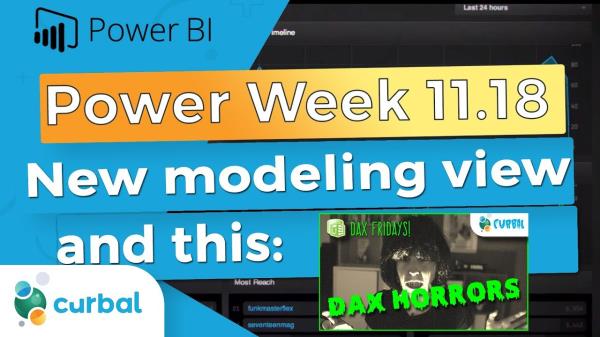 Power BI
Last 24 hours
imeline
Power Week 11.18
New modeling view
and this:
DAX FRIDAYS!
CURBAL
DAX HORRORS
curbal
Most Reach
funkmasterflex
seventeenmag